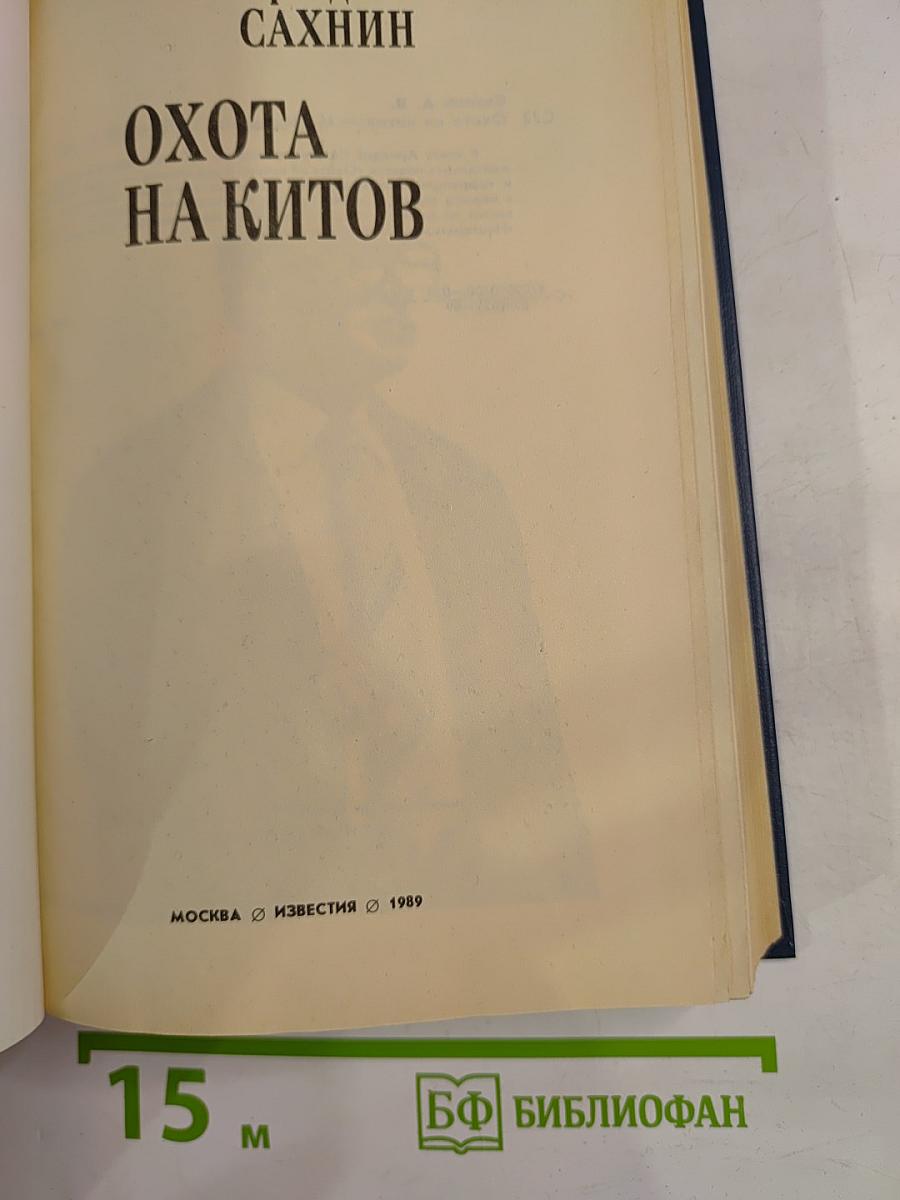 САХНИН
ОХОТА
НА КИТОВ
МОСКВА ∅ ИЗВЕСТИЯ ∅ 1989
15 м
БФ БИБЛИОФАН